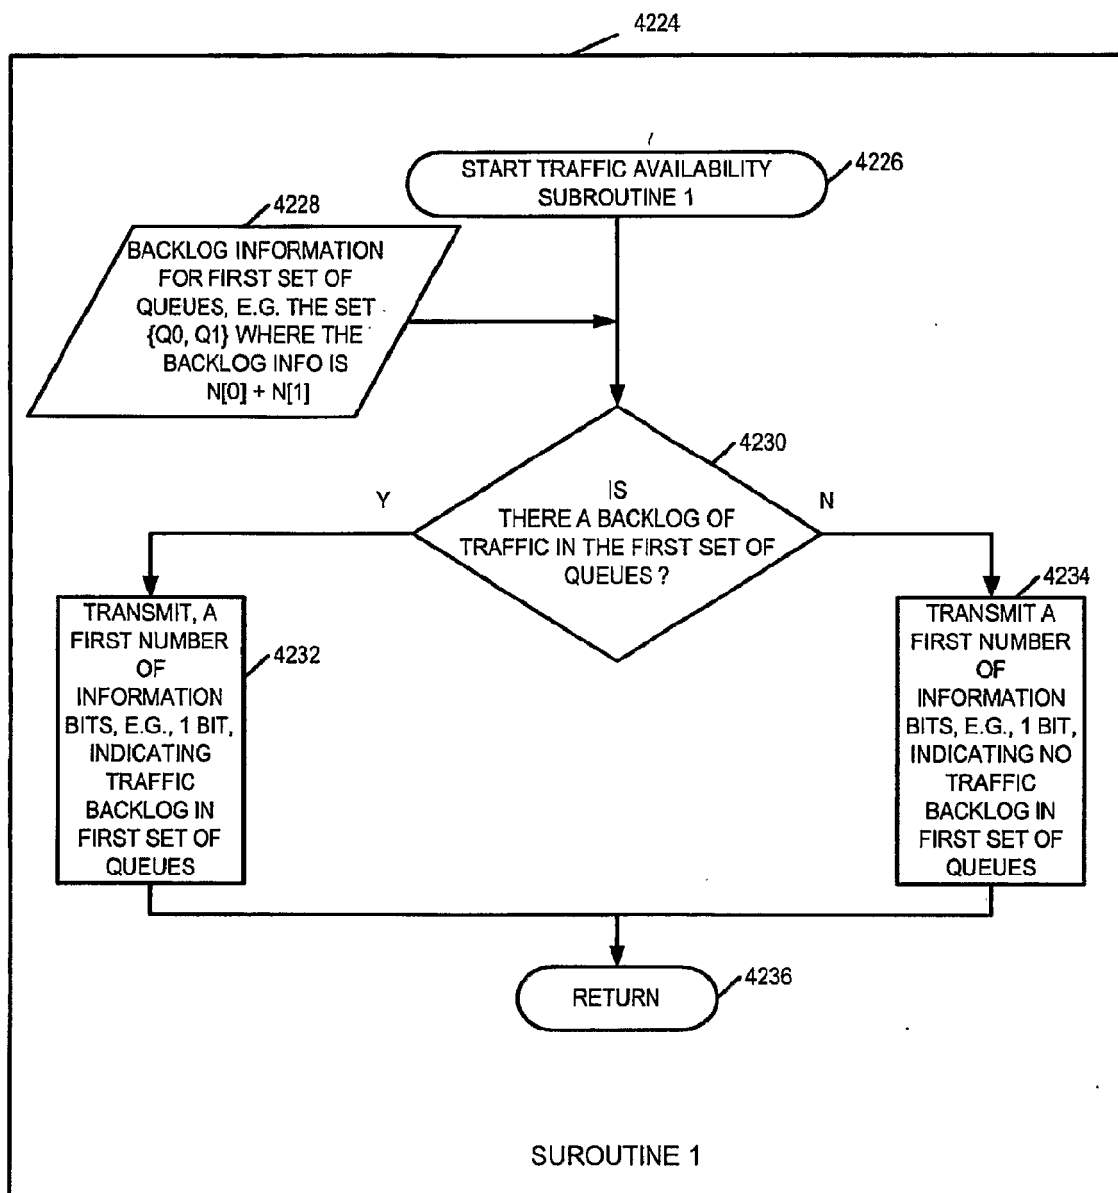 4224
START TRAFFIC AVAILABILITY
SUBROUTINE 1
4226
4228
BACKLOG INFORMATION
FOR FIRST SET OF
QUEUES, E.G. THE SET
{Q0, Q1} WHERE THE
BACKLOG INFO IS
N[0] + N[1]
4230
Y
IS
THERE A BACKLOG OF
TRAFFIC IN THE FIRST SET OF
QUEUES ?
N
4232
TRANSMIT, A
FIRST NUMBER
OF
INFORMATION
BITS, E.G., 1 BIT,
INDICATING
TRAFFIC
BACKLOG IN
FIRST SET OF
QUEUES
4234
TRANSMIT A
FIRST NUMBER
OF
INFORMATION
BITS, E.G., 1 BIT,
INDICATING NO
TRAFFIC
BACKLOG IN
FIRST SET OF
QUEUES
RETURN
4236
SUROUTINE 1